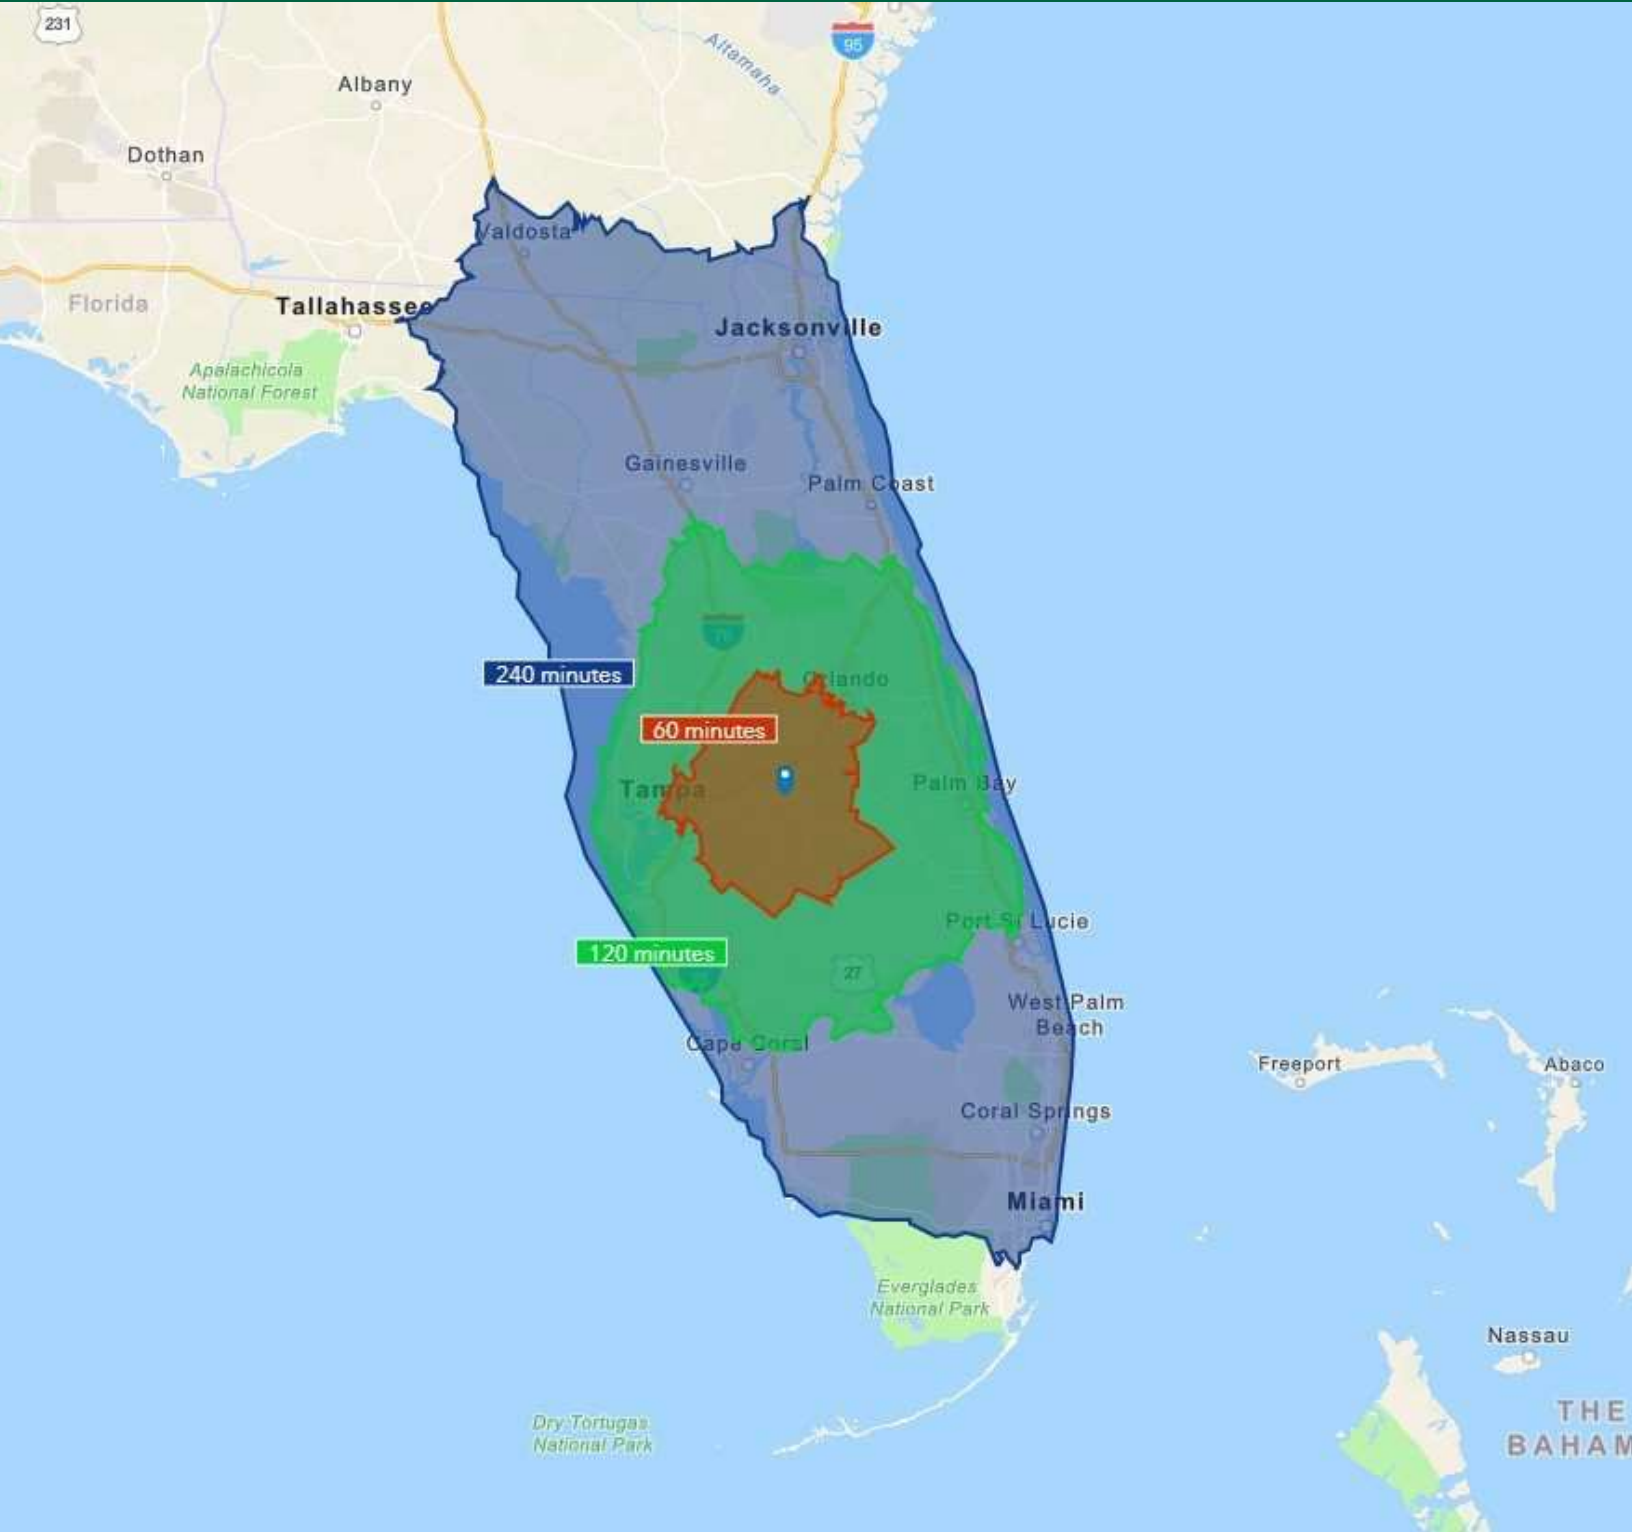 231
95
Altamaha
Albany
Dothan
Valdosta
Florida
Tallahassee
Jacksonville
Apalachicola
National Forest
Gainesville
Palm Coast
240 minutes
Orlando
60 minutes
Tampa
Palm Bay
Port St Lucie
120 minutes
27
West Palm
Beach
Cape Coral
Freeport
Abaco
Coral Springs
Miami
Everglades
National Park
Nassau
Dry Tortugas
National Park
THE
BAHAM